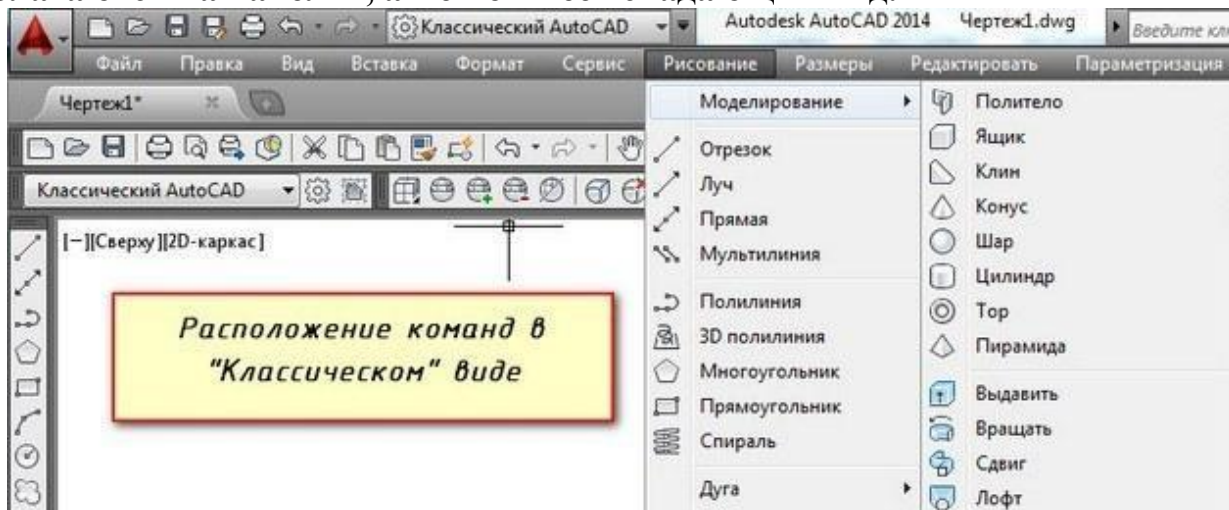 Классический AutoCAD Autodesk AutoCAD 2014 Чертеж1.dwg Введите
Файл Правка Вид Вставка Формат Сервис Рисование Размеры Редактировать Параметризация
Чертеж1*
Классический AutoCAD
[−][Сверху][2D-каркас]
Расположение команд в
"Классическом" виде
Моделирование
Отрезок
Луч
Прямая
Мультилиния
Полилиния
3D полилиния
Многоугольник
Прямоугольник
Спираль
Дуга
Политело
Ящик
Клин
Конус
Шар
Цилиндр
Тор
Пирамида
Выдавить
Вращать
Сдвиг
Лофт